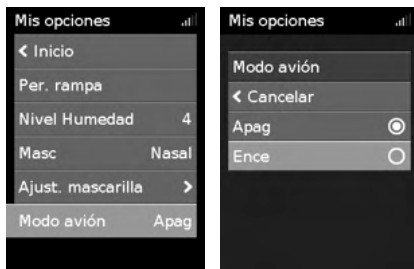 Mis opciones
< Inicio
Per. rampa
Nivel Humedad 4
Masc Nasal
Ajust. mascarilla >
Modo avión Apag
Mis opciones
Modo avión
< Cancelar
Apag
Ence